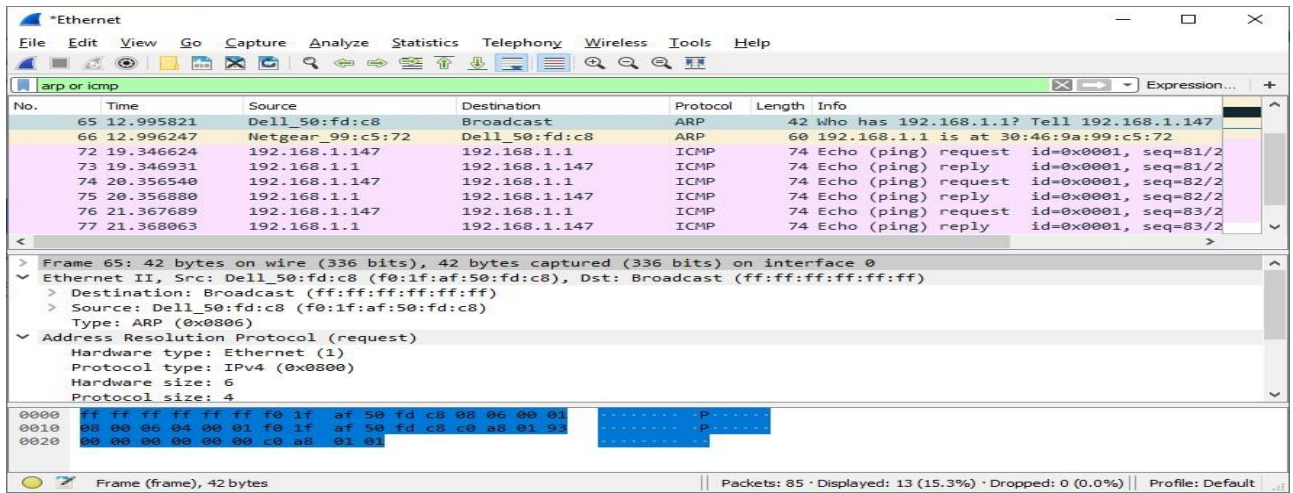 *Ethernet
File Edit View Go Capture Analyze Statistics Telephony Wireless Tools Help
arp or icmp Expression... +
No. Time Source Destination Protocol Length Info
65 12.995821 Dell_50:fd:c8 Broadcast ARP 42 Who has 192.168.1.1? Tell 192.168.1.147
66 12.996247 Netgear_99:c5:72 Dell_50:fd:c8 ARP 60 192.168.1.1 is at 30:46:9a:99:c5:72
72 19.346624 192.168.1.147 192.168.1.1 ICMP 74 Echo (ping) request id=0x0001, seq=81/2
73 19.346931 192.168.1.1 192.168.1.147 ICMP 74 Echo (ping) reply id=0x0001, seq=81/2
74 20.356540 192.168.1.147 192.168.1.1 ICMP 74 Echo (ping) request id=0x0001, seq=82/2
75 20.356880 192.168.1.1 192.168.1.147 ICMP 74 Echo (ping) reply id=0x0001, seq=82/2
76 21.367689 192.168.1.147 192.168.1.1 ICMP 74 Echo (ping) request id=0x0001, seq=83/2
77 21.368063 192.168.1.1 192.168.1.147 ICMP 74 Echo (ping) reply id=0x0001, seq=83/2
> Frame 65: 42 bytes on wire (336 bits), 42 bytes captured (336 bits) on interface 0
Ethernet II, Src: Dell_50:fd:c8 (f0:1f:af:50:fd:c8), Dst: Broadcast (ff:ff:ff:ff:ff:ff)
> Destination: Broadcast (ff:ff:ff:ff:ff:ff)
> Source: Dell_50:fd:c8 (f0:1f:af:50:fd:c8)
Type: ARP (0x0806)
Address Resolution Protocol (request)
Hardware type: Ethernet (1)
Protocol type: IPv4 (0x0800)
Hardware size: 6
Protocol size: 4
0000 ff ff ff ff ff ff f0 1f af 50 fd c8 08 06 00 01 ········ ·P······
0010 08 00 06 04 00 01 f0 1f af 50 fd c8 c0 a8 01 93 ········ ·P······
0020 00 00 00 00 00 00 c0 a8 01 01 ········ ··
Frame (frame), 42 bytes Packets: 85 · Displayed: 13 (15.3%) · Dropped: 0 (0.0%) Profile: Default